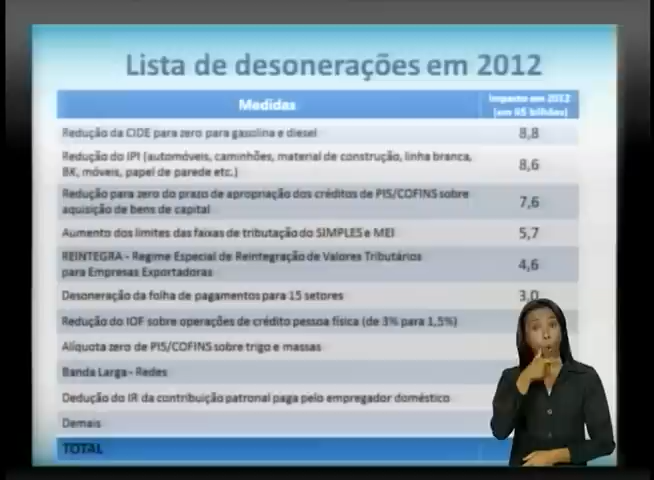 Lista de desonerações em 2012
Medidas
Impacto em 2012
(em R$ bilhões)
Redução da CIDE para zero para gasolina e diesel
8,8
Redução do IPI (automóveis, caminhões, material de construção, linha branca,
BK, móveis, papel de parede etc.)
8,6
Redução para zero do prazo de apropriação dos créditos de PIS/COFINS sobre
aquisição de bens de capital
7,6
Aumento dos limites das faixas de tributação do SIMPLES e MEI
5,7
REINTEGRA - Regime Especial de Reintegração de Valores Tributários
para Empresas Exportadoras
4,6
Desoneração da folha de pagamentos para 15 setores
3,0
Redução do IOF sobre operações de crédito pessoa física (de 3% para 1,5%)
Alíquota zero de PIS/COFINS sobre trigo e massas
Banda Larga - Redes
Dedução do IR da contribuição patronal paga pelo empregador doméstico
Demais
TOTAL